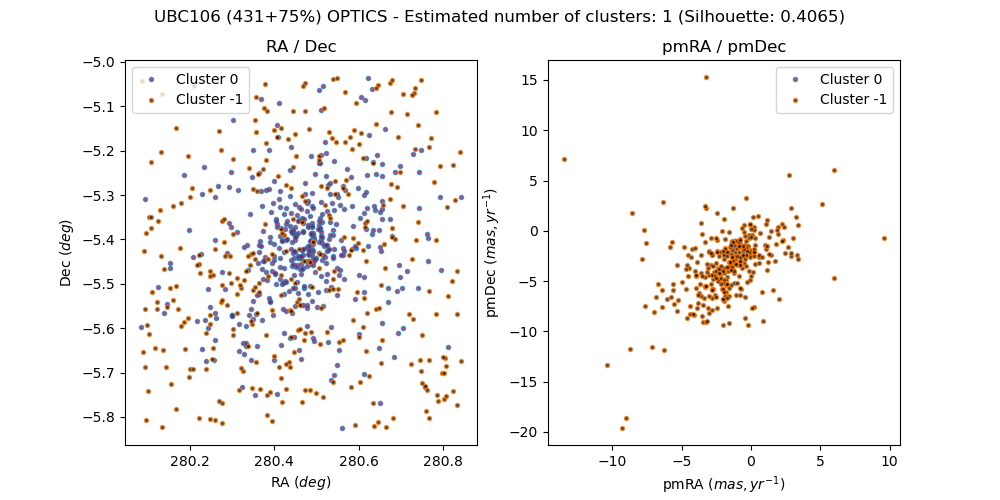 UBC106 (431+75%) OPTICS - Estimated number of clusters: 1 (Silhouette: 0.4065)
RA / Dec
Cluster 0
Cluster -1
−5.0
−5.1
−5.2
−5.3
−5.4
−5.5
−5.6
−5.7
−5.8
Dec (deg)
280.2 280.4 280.6 280.8
RA (deg)
pmRA / pmDec
Cluster 0
Cluster -1
15
10
5
0
−5
−10
−15
−20
pmDec (mas, yr⁻¹)
−10 −5 0 5 10
pmRA (mas, yr⁻¹)